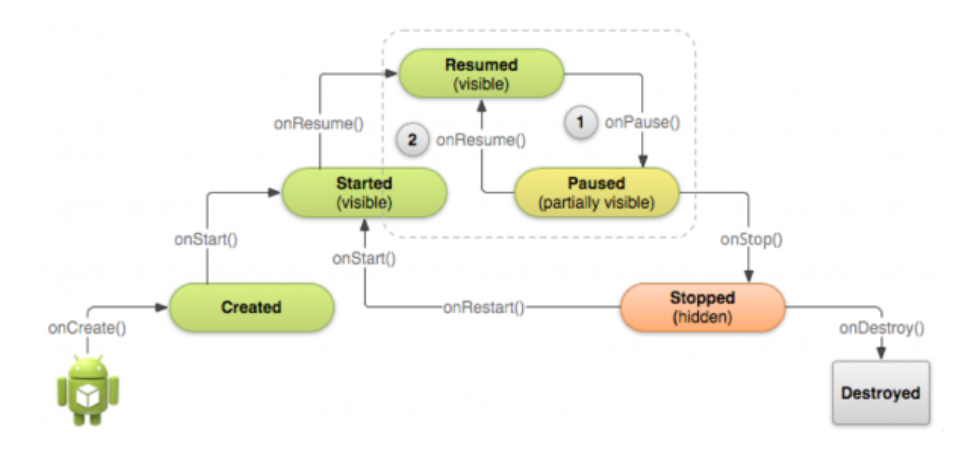 Resumed
(visible)
onResume()
2
onResume()
1
onPause()
Started
(visible)
Paused
(partially visible)
onStart()
onStart()
onStop()
Created
onRestart()
Stopped
(hidden)
onCreate()
onDestroy()
Destroyed